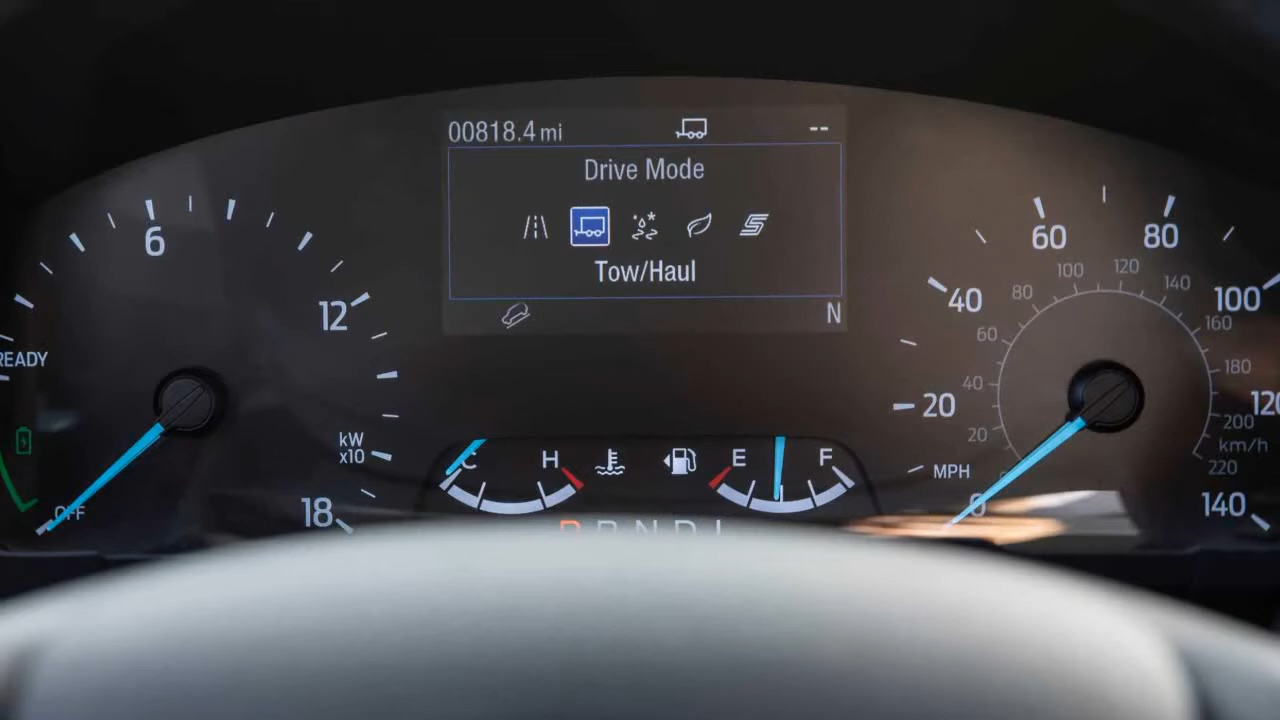 00818.4 mi --
Drive Mode
Tow/Haul
N
6
12
READY
kW
x10
OFF
18
C H
E F
P R N D L
0
20
40
60
80
100
120
140
MPH
20
40
60
80
100
120
140
160
180
200
220
km/h